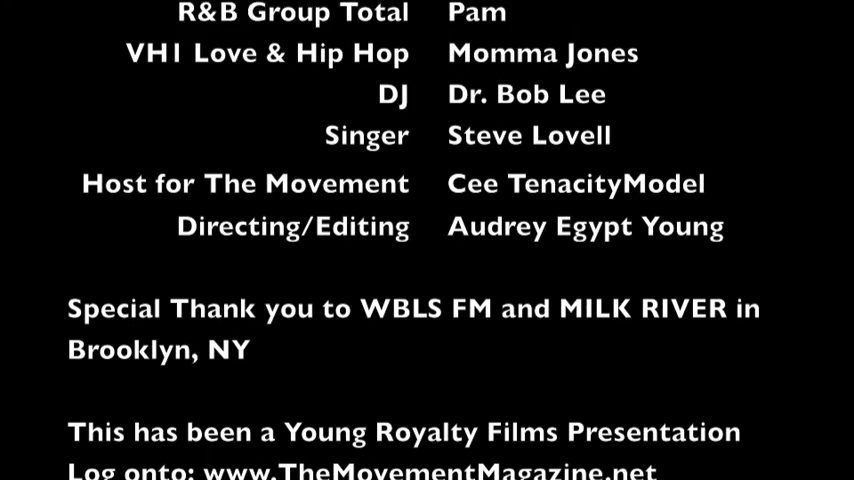 R&B Group Total Pam
VH1 Love & Hip Hop Momma Jones
DJ Dr. Bob Lee
Singer Steve Lovell
Host for The Movement Cee TenacityModel
Directing/Editing Audrey Egypt Young
Special Thank you to WBLS FM and MILK RIVER in
Brooklyn, NY
This has been a Young Royalty Films Presentation
Log onto: www.TheMovementMagazine.net